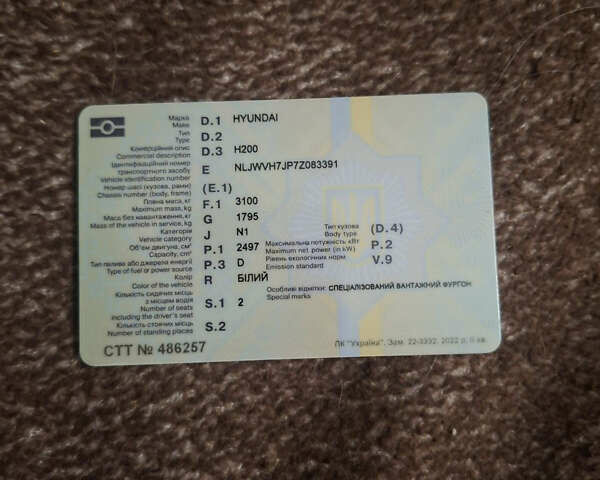 Марка D.1 HYUNDAI
Make
Тип D.2
Type
Комерційний опис D.3 H200
Commercial description
Ідентифікаційний номер
транспортного засобу E NLJWVH7JP7Z083391
Vehicle identification number
Номер шасі (кузова, рами) (E.1)
Chassis number (body, frame)
Повна маса, кг F.1 3100
Maximum mass, kg
Маса без навантаження, кг G 1795
Mass of the vehicle in service, kg
Категорія J N1 Тип кузова (D.4)
Vehicle category Body type
Об'єм двигуна, см³ P.1 2497 Максимальна потужність кВт P.2
Capacity, cm³ Maximum net power (in kW)
Тип пального або джерела енергії P.3 D Рівень екологічних норм V.9
Type of fuel or power source Emission standard
Колір R БІЛИЙ
Color of the vehicle
Кількість сидячих місць Особливі відмітки: СПЕЦІАЛІЗОВАНИЙ ВАНТАЖНИЙ ФУРГОН
з місцем водія S.1 2 Special marks
Number of seats
including the driver's seat
Кількість стоячих місць S.2
Number of standing places
СТТ № 486257 ПК "Україна". Зам. 22-3332. 2022 р. II кв.